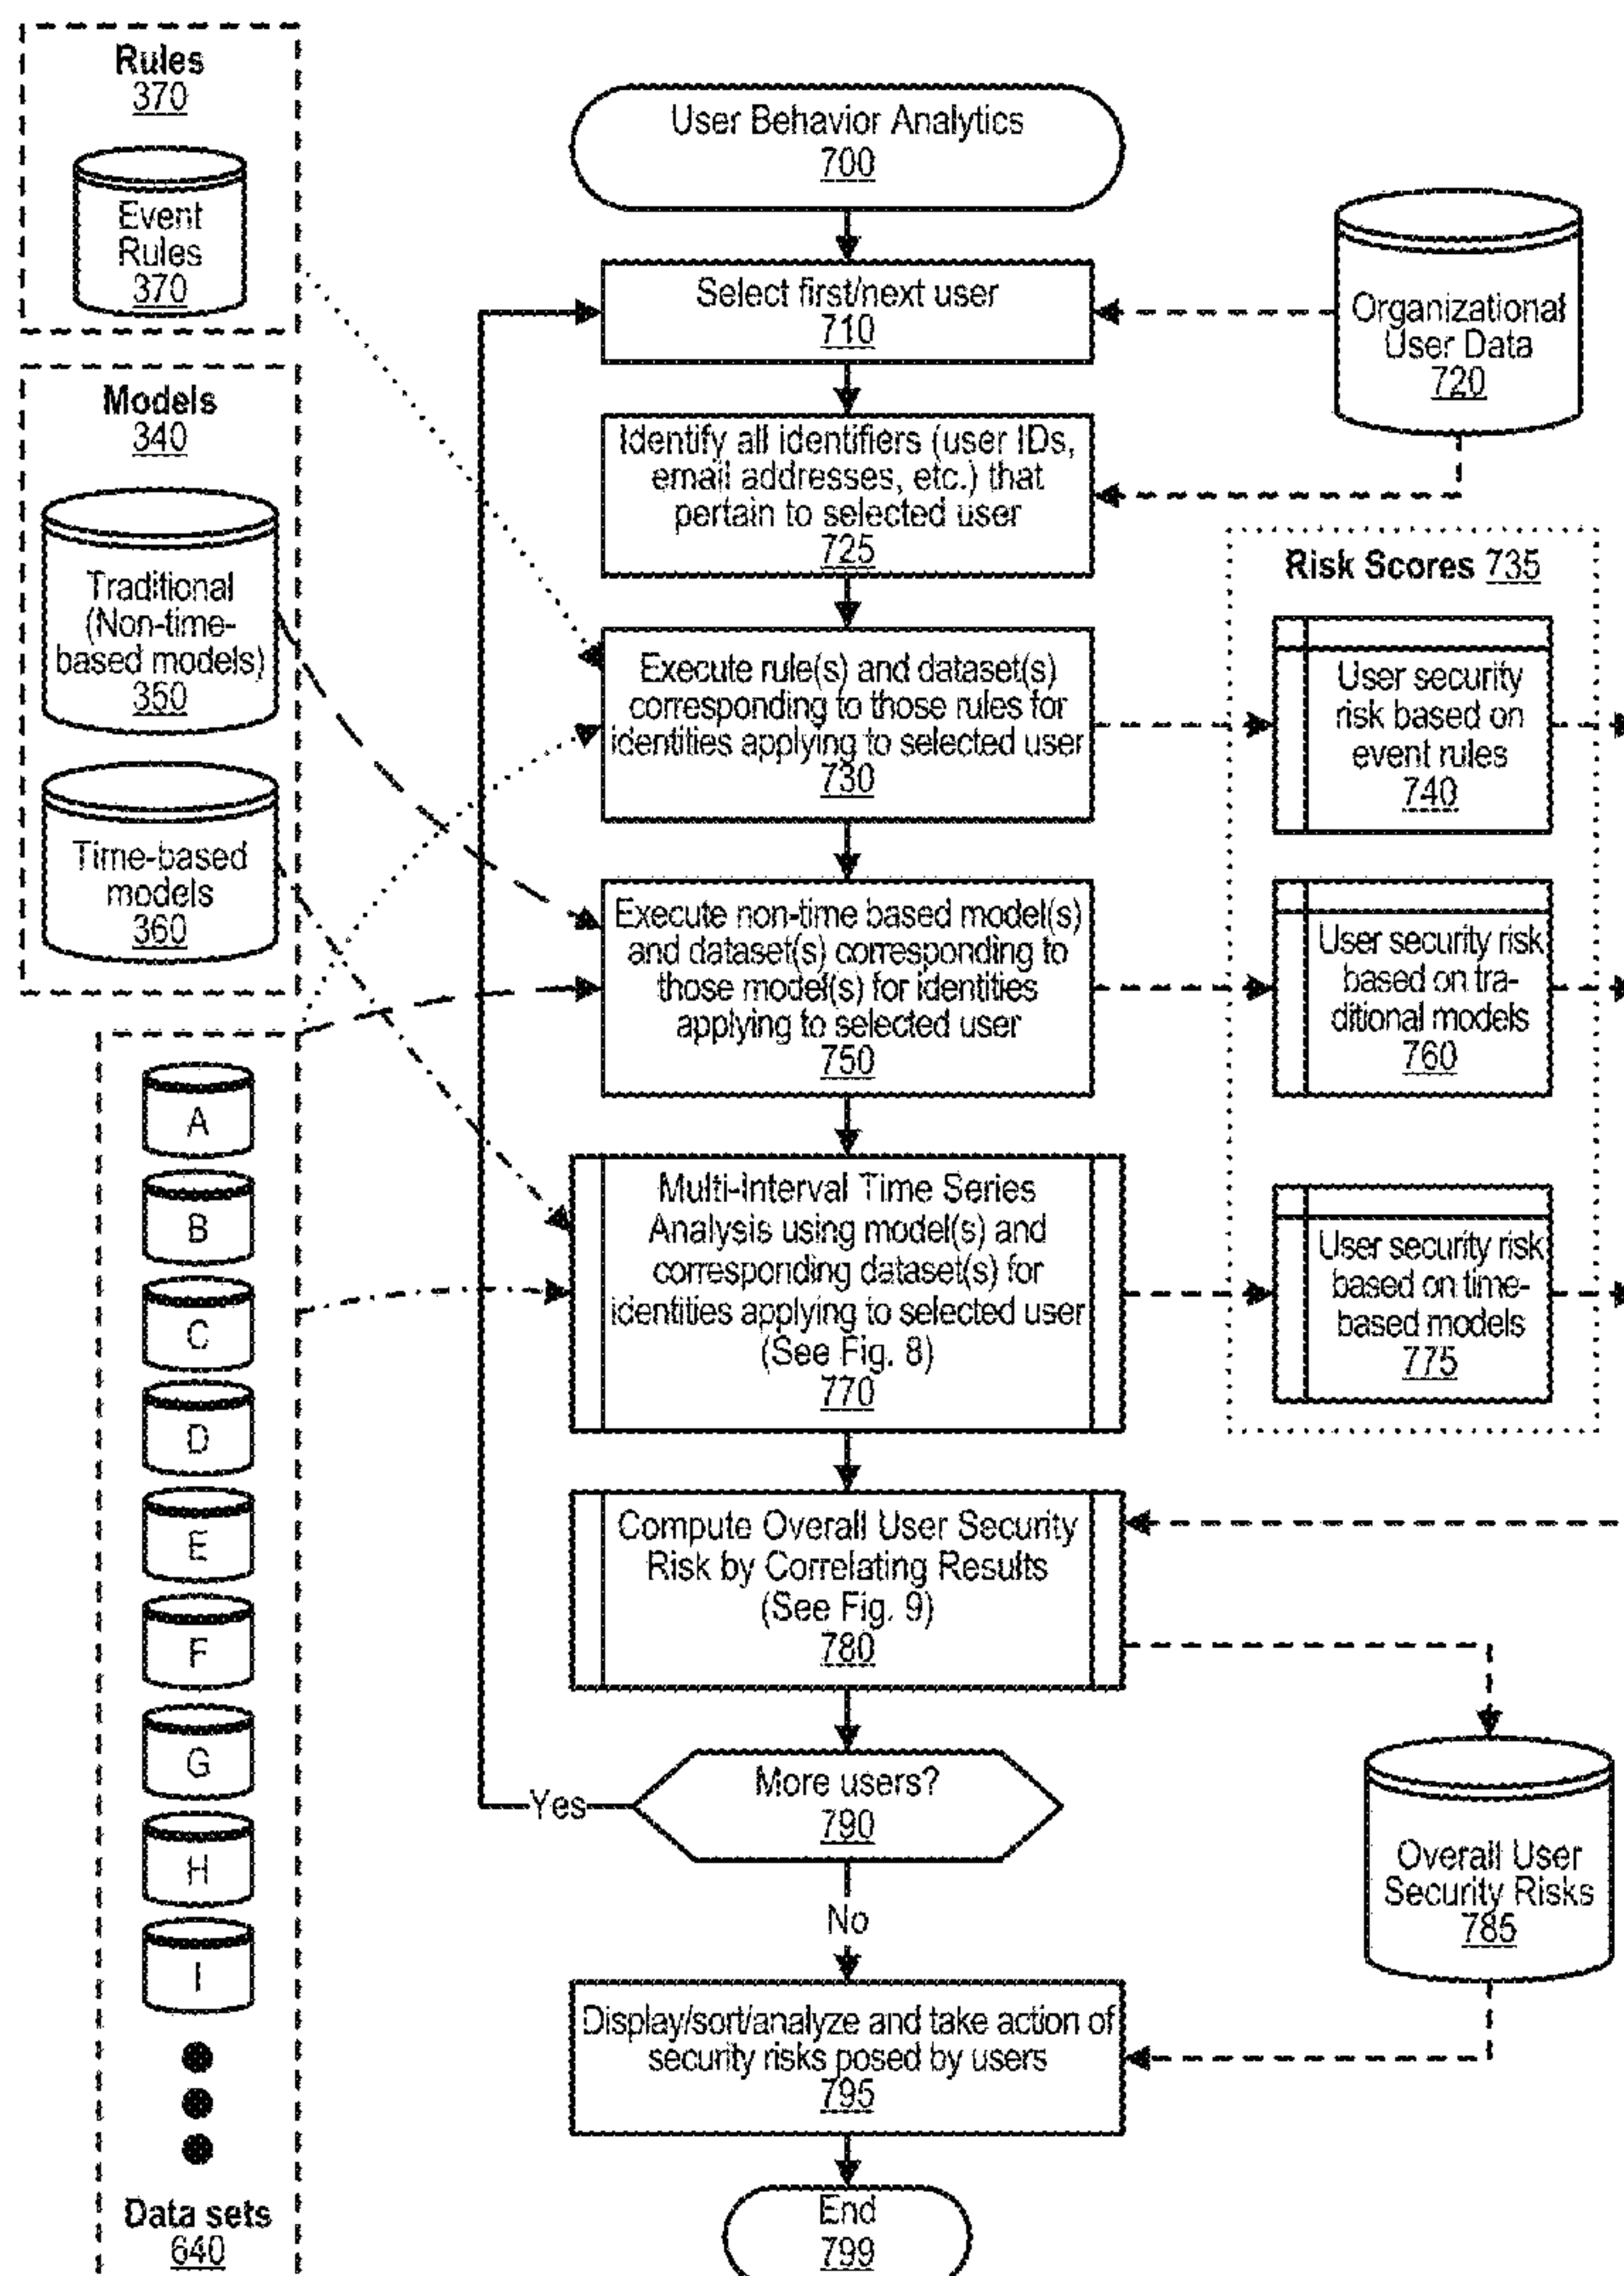 Rules
370
Event
Rules
370
Models
340
Traditional
(Non-time-
based models)
350
Time-based
models
360
A
B
C
D
E
F
G
H
I
Data sets
640
User Behavior Analytics
700
Select first/next user
710
Identify all identifiers (user IDs,
email addresses, etc.) that
pertain to selected user
725
Execute rule(s) and dataset(s)
corresponding to those rules for
identities applying to selected user
730
Execute non-time based model(s)
and dataset(s) corresponding to
those model(s) for identities
applying to selected user
750
Multi-Interval Time Series
Analysis using model(s) and
corresponding dataset(s) for
identities applying to selected user
(See Fig. 8)
770
Compute Overall User Security
Risk by Correlating Results
(See Fig. 9)
780
More users?
790
Yes
No
Display/sort/analyze and take action of
security risks posed by users
795
End
799
Organizational
User Data
720
Risk Scores 735
User security
risk based on
event rules
740
User security risk
based on tra-
ditional models
760
User security risk
based on time-
based models
775
Overall User
Security Risks
785